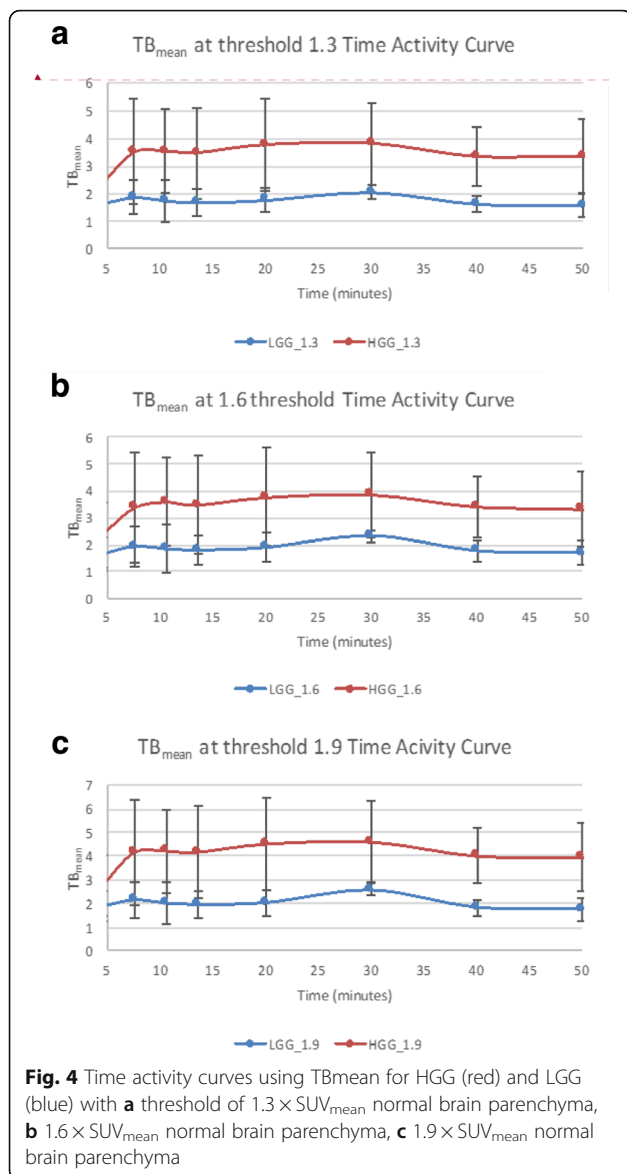 a
TBmean at threshold 1.3 Time Activity Curve
6
5
4
3
2
1
0
TBmean
5 10 15 20 25 30 35 40 45 50
Time (minutes)
LGG_1.3 HGG_1.3
b
TBmean at 1.6 threshold Time Activity Curve
6
5
4
3
2
1
0
TBmean
5 10 15 20 25 30 35 40 45 50
Time (minutes)
LGG_1.6 HGG_1.6
c
TBmean at threshold 1.9 Time Acivity Curve
7
6
5
4
3
2
1
0
TBmean
5 10 15 20 25 30 35 40 45 50
Time (minutes)
LGG_1.9 HGG_1.9
Fig. 4 Time activity curves using TBmean for HGG (red) and LGG
(blue) with a threshold of 1.3 × SUVmean normal brain parenchyma,
b 1.6 × SUVmean normal brain parenchyma, c 1.9 × SUVmean normal
brain parenchyma